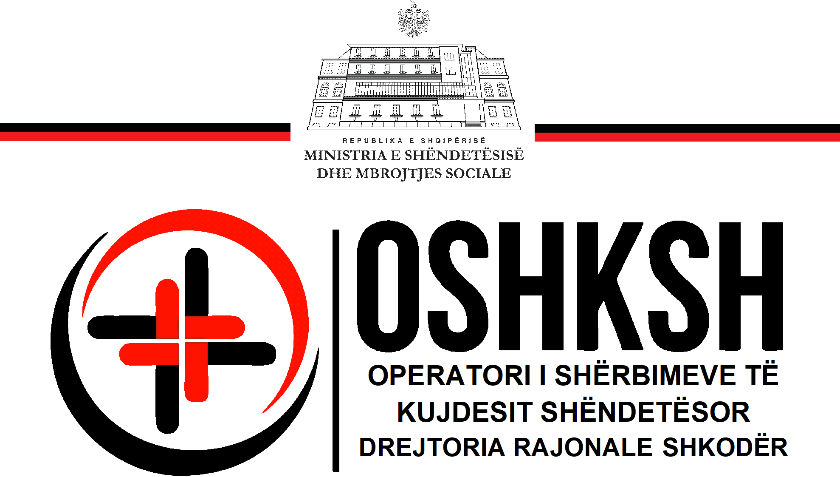 REPUBLIKA E SHQIPËRISË
MINISTRIA E SHËNDETËSISË
DHE MBROJTJES SOCIALE
OSHKSH
OPERATORI I SHËRBIMEVE TË
KUJDESIT SHËNDETËSOR
DREJTORIA RAJONALE SHKODËR